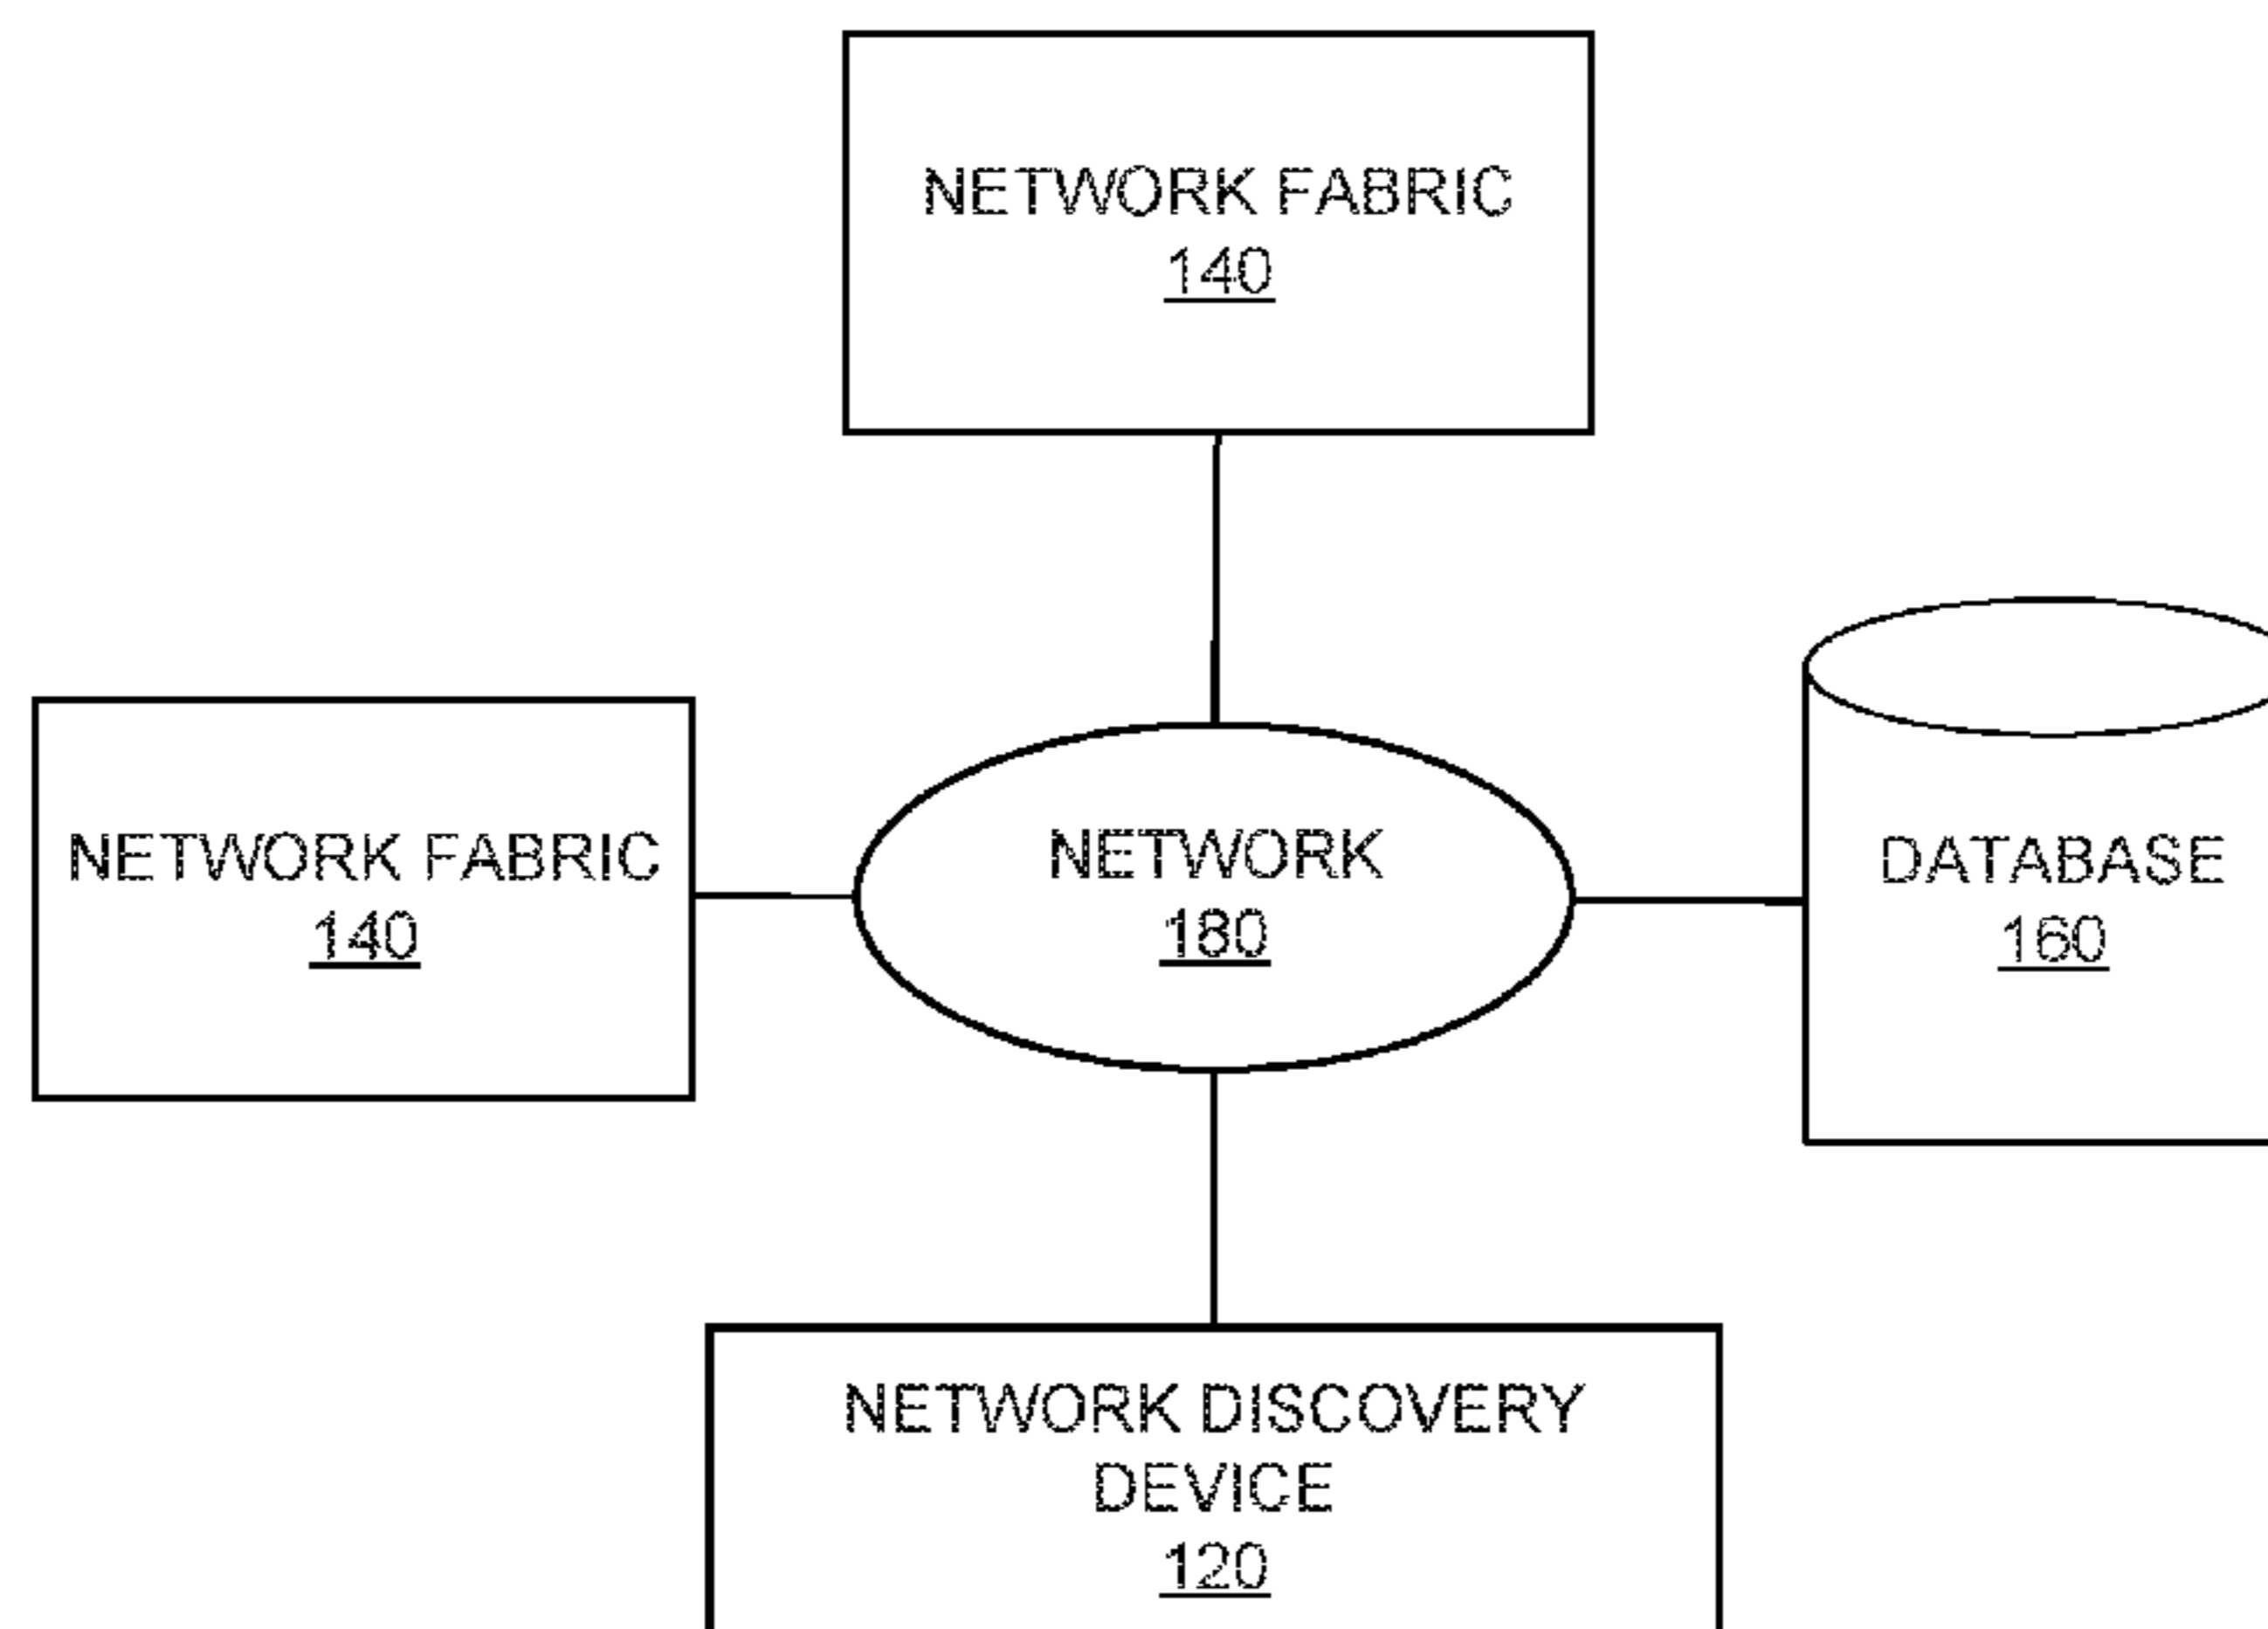 NETWORK FABRIC
140
NETWORK FABRIC
140
NETWORK
180
DATABASE
160
NETWORK DISCOVERY
DEVICE
120